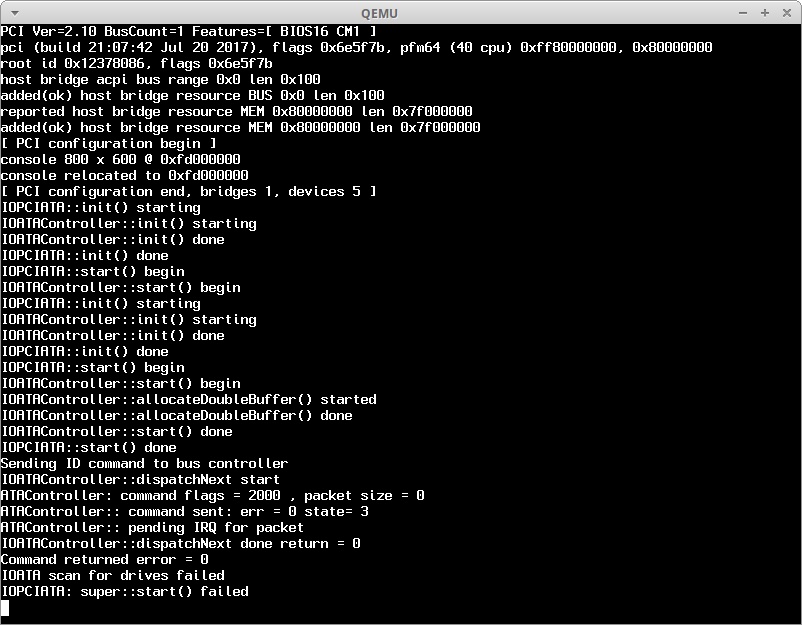 QEMU
PCI Ver=2.10 BusCount=1 Features=[ BIOS16 CM1 ]
pci (build 21:07:42 Jul 20 2017), flags 0x6e5f7b, pfm64 (40 cpu) 0xff80000000, 0x80000000
root id 0x12378086, flags 0x6e5f7b
host bridge acpi bus range 0x0 len 0x100
added(ok) host bridge resource BUS 0x0 len 0x100
reported host bridge resource MEM 0x80000000 len 0x7f000000
added(ok) host bridge resource MEM 0x80000000 len 0x7f000000
[ PCI configuration begin ]
console 800 x 600 @ 0xfd000000
console relocated to 0xfd000000
[ PCI configuration end, bridges 1, devices 5 ]
IOPCIATA::init() starting
IOATAController::init() starting
IOATAController::init() done
IOPCIATA::init() done
IOPCIATA::start() begin
IOATAController::start() begin
IOPCIATA::init() starting
IOATAController::init() starting
IOATAController::init() done
IOPCIATA::init() done
IOPCIATA::start() begin
IOATAController::start() begin
IOATAController::allocateDoubleBuffer() started
IOATAController::allocateDoubleBuffer() done
IOATAController::start() done
IOPCIATA::start() done
Sending ID command to bus controller
IOATAController::dispatchNext start
ATAController: command flags = 2000 , packet size = 0
ATAController:: command sent: err = 0 state= 3
ATAController:: pending IRQ for packet
IOATAController::dispatchNext done return = 0
Command returned error = 0
IOATA scan for drives failed
IOPCIATA: super::start() failed